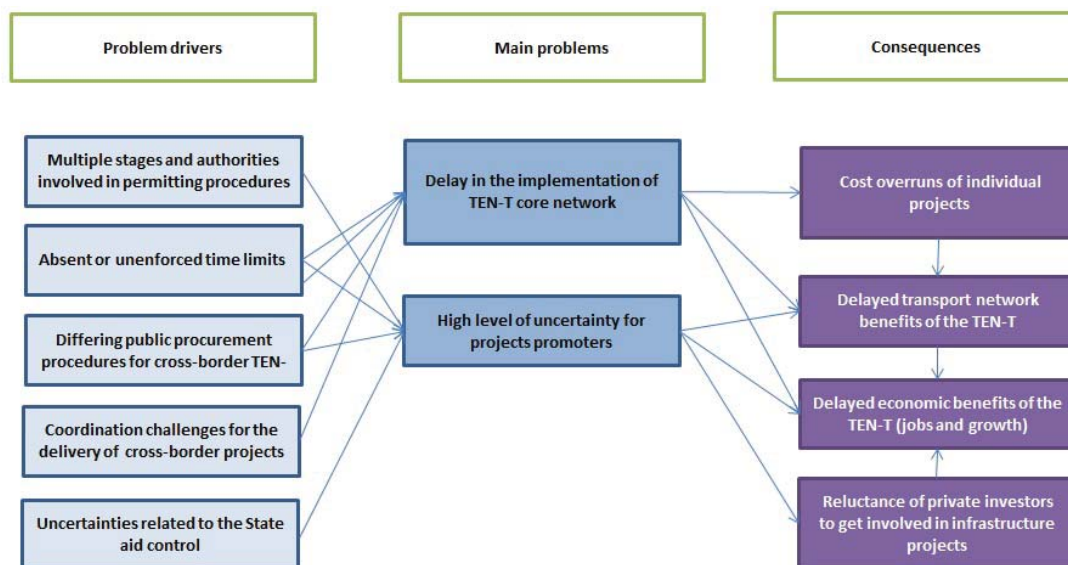 Problem drivers
Main problems
Consequences
Multiple stages and authorities
involved in permitting procedures
Absent or unenforced time limits
Differing public procurement
procedures for cross-border TEN-
Coordination challenges for the
delivery of cross-border projects
Uncertainties related to the State
aid control
Delay in the implementation of
TEN-T core network
High level of uncertainty for
projects promoters
Cost overruns of individual
projects
Delayed transport network
benefits of the TEN-T
Delayed economic benefits of the
TEN-T (jobs and growth)
Reluctance of private investors
to get involved in infrastructure
projects